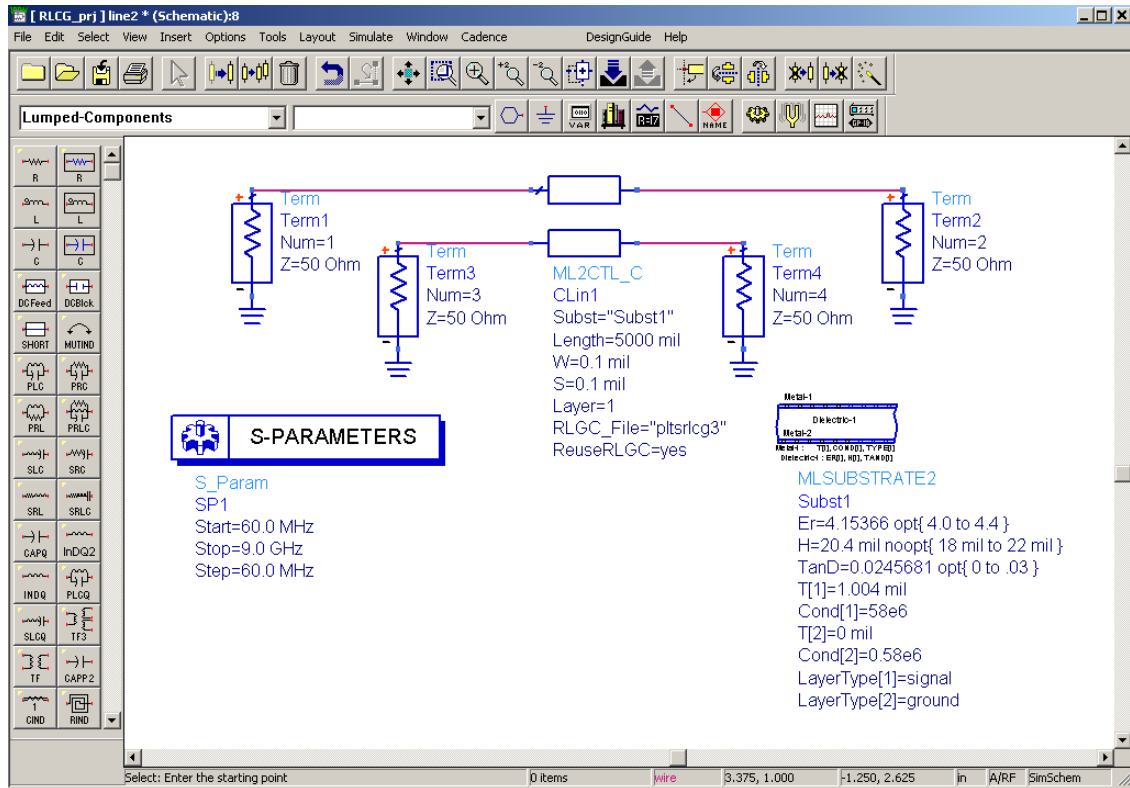 [ RLCG_prj ] line2 * (Schematic):8
File Edit Select View Insert Options Tools Layout Simulate Window Cadence DesignGuide Help
Lumped-Components
VAR
R=17
NAME
R R
L L
C C
DCFeed DCBlck
SHORT MUTIND
PLC PRC
PRL PRLC
SLC SRC
SRL SRLC
CAPQ InDQ2
INDQ PLCQ
SLCQ TF3
TF CAPP2
CIND RIND
Term
Term1
Num=1
Z=50 Ohm
Term
Term3
Num=3
Z=50 Ohm
ML2CTL_C
CLin1
Subst="Subst1"
Length=5000 mil
W=0.1 mil
S=0.1 mil
Layer=1
RLGC_File="pltsrlcg3"
ReuseRLGC=yes
Term
Term4
Num=4
Z=50 Ohm
Term
Term2
Num=2
Z=50 Ohm
S-PARAMETERS
S_Param
SP1
Start=60.0 MHz
Stop=9.0 GHz
Step=60.0 MHz
Metal-1
Dielectric-1
Metal-2
Metal-I : T[I], COND[I], TYPE[I]
Dielectric-I : ER[I], H[I], TAND[I]
MLSUBSTRATE2
Subst1
Er=4.15366 opt{ 4.0 to 4.4 }
H=20.4 mil noopt{ 18 mil to 22 mil }
TanD=0.0245681 opt{ 0 to .03 }
T[1]=1.004 mil
Cond[1]=58e6
T[2]=0 mil
Cond[2]=0.58e6
LayerType[1]=signal
LayerType[2]=ground
Select: Enter the starting point 0 items wire 3.375, 1.000 -1.250, 2.625 in A/RF SimSchem